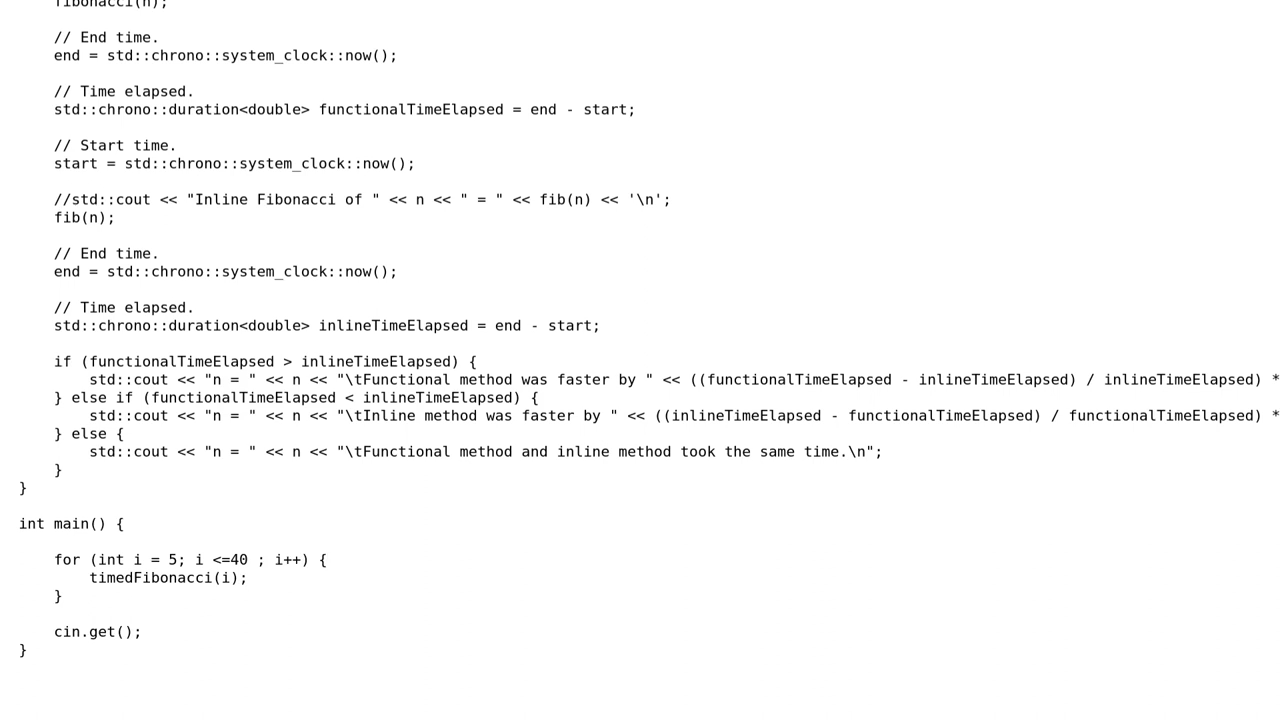 fibonacci(n);
// End time.
end = std::chrono::system_clock::now();
// Time elapsed.
std::chrono::duration<double> functionalTimeElapsed = end - start;
// Start time.
start = std::chrono::system_clock::now();
//std::cout << "Inline Fibonacci of " << n << " = " << fib(n) << '\n';
fib(n);
// End time.
end = std::chrono::system_clock::now();
// Time elapsed.
std::chrono::duration<double> inlineTimeElapsed = end - start;
if (functionalTimeElapsed > inlineTimeElapsed) {
std::cout << "n = " << n << "\tFunctional method was faster by " << ((functionalTimeElapsed - inlineTimeElapsed) / inlineTimeElapsed) *
} else if (functionalTimeElapsed < inlineTimeElapsed) {
std::cout << "n = " << n << "\tInline method was faster by " << ((inlineTimeElapsed - functionalTimeElapsed) / functionalTimeElapsed) *
} else {
std::cout << "n = " << n << "\tFunctional method and inline method took the same time.\n";
}
}
int main() {
for (int i = 5; i <=40 ; i++) {
timedFibonacci(i);
}
cin.get();
}